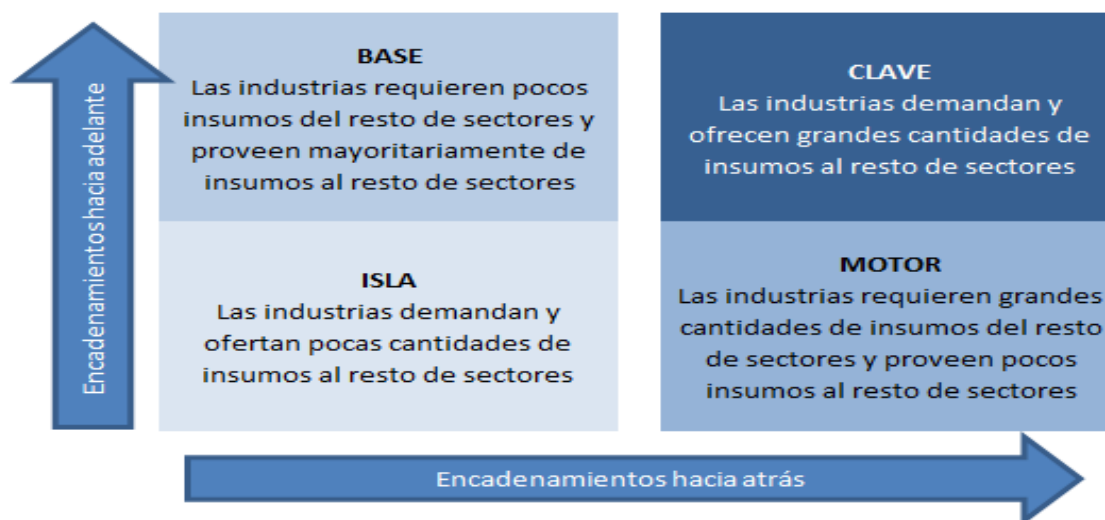 Encadenamientos hacia adelante
BASE
Las industrias requieren pocos
insumos del resto de sectores y
proveen mayoritariamente de
insumos al resto de sectores
CLAVE
Las industrias demandan y
ofrecen grandes cantidades de
insumos al resto de sectores
ISLA
Las industrias demandan y
ofertan pocas cantidades de
insumos al resto de sectores
MOTOR
Las industrias requieren grandes
cantidades de insumos del resto
de sectores y proveen pocos
insumos al resto de sectores
Encadenamientos hacia atrás